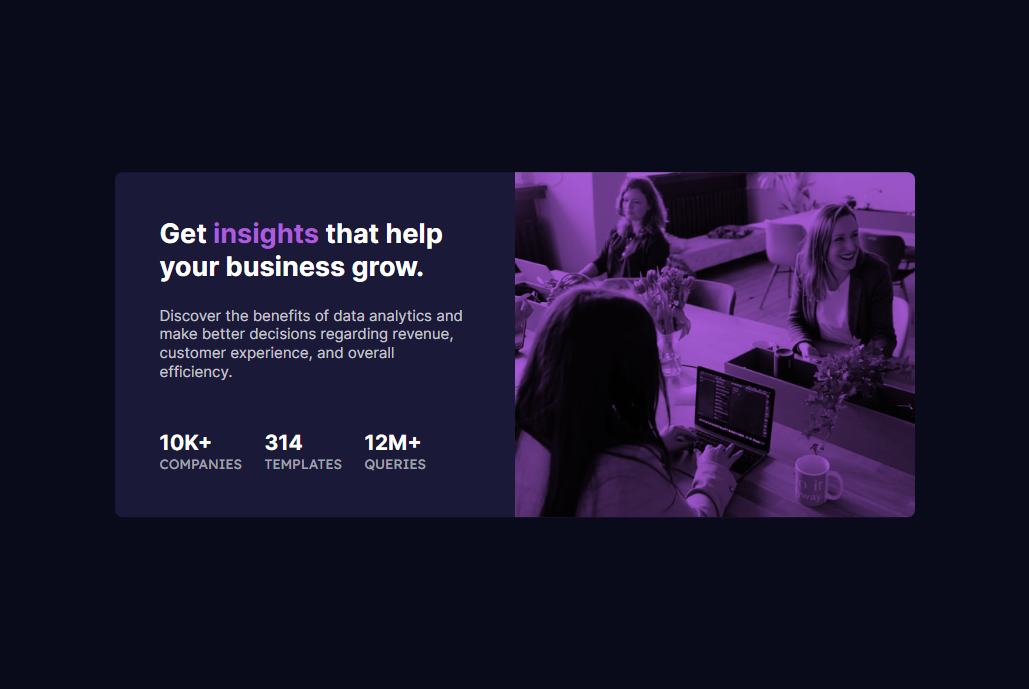 Get insights that help
your business grow.
Discover the benefits of data analytics and
make better decisions regarding revenue,
customer experience, and overall
efficiency.
10K+ 314 12M+
COMPANIES TEMPLATES QUERIES